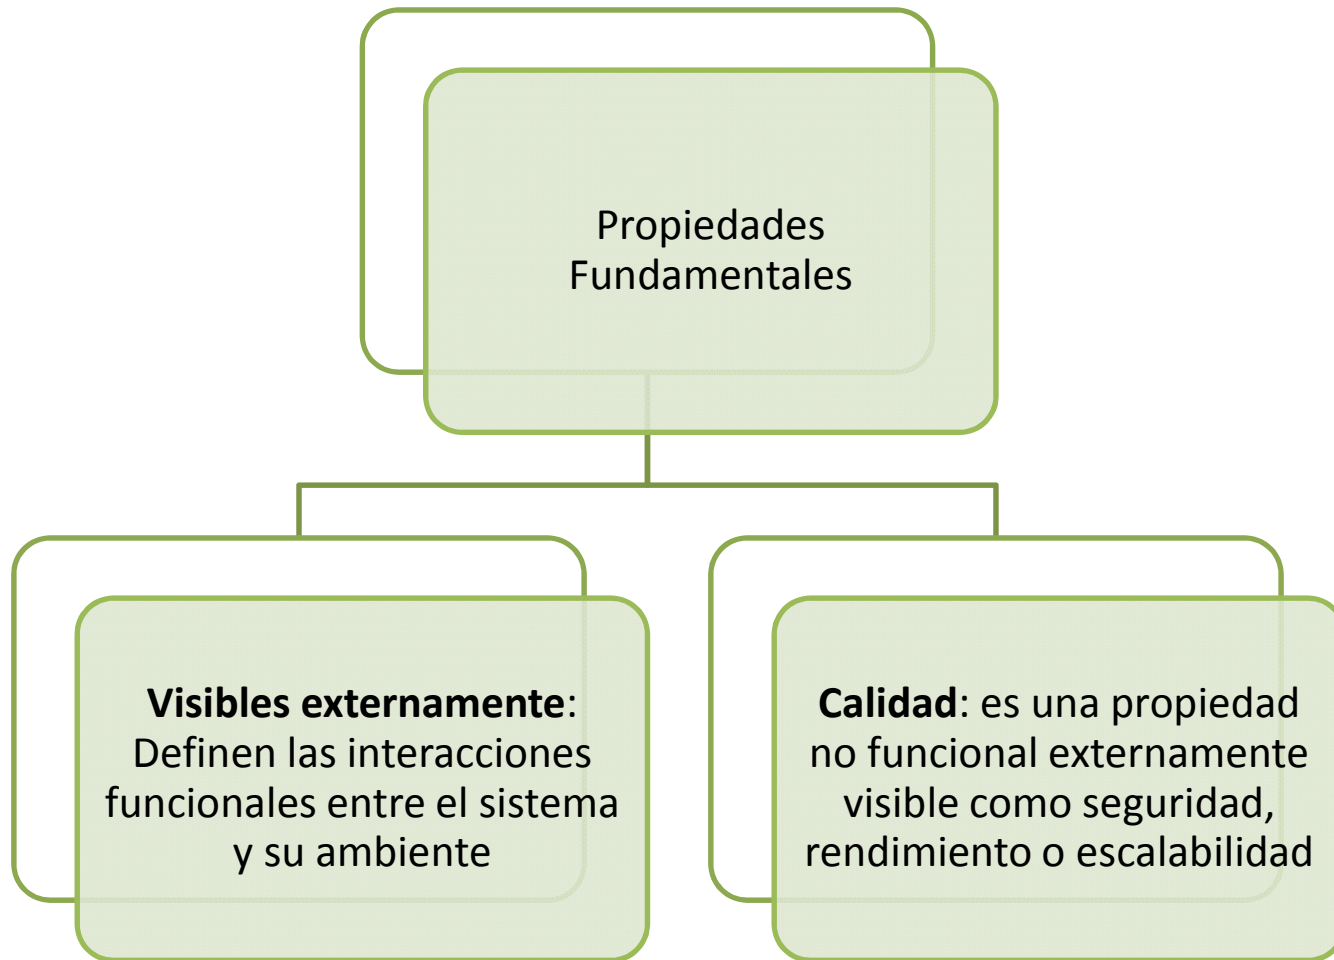 Propiedades
Fundamentales
Visibles externamente:
Definen las interacciones
funcionales entre el sistema
y su ambiente
Calidad: es una propiedad
no funcional externamente
visible como seguridad,
rendimiento o escalabilidad